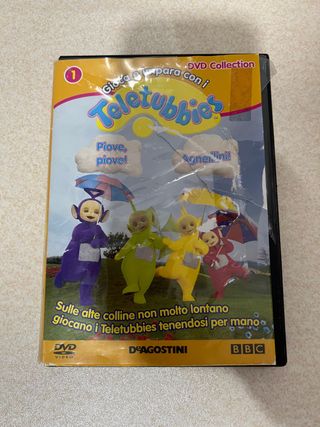 1
DVD Collection
Gioca e impara con i
Teletubbies
Piove,
piove!
Agnellini!
Sulle alte colline non molto lontano
giocano i Teletubbies tenendosi per mano
DVD
VIDEO
DeAGOSTINI
BBC